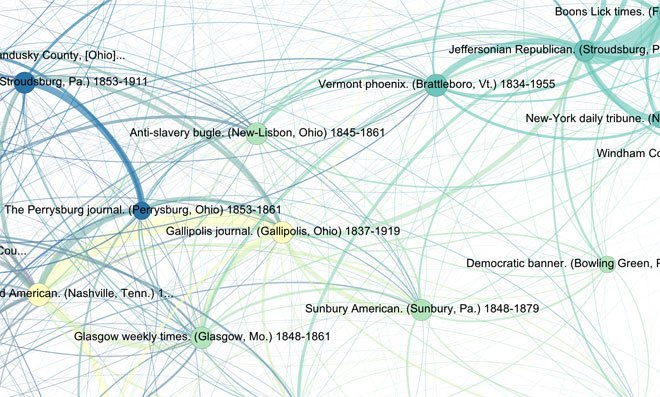 Boons Lick times. (F
Jeffersonian Republican. (Stroudsburg, P
andusky County, [Ohio]...
Stroudsburg, Pa.) 1853-1911
Vermont phoenix. (Brattleboro, Vt.) 1834-1955
New-York daily tribune. (N
Anti-slavery bugle. (New-Lisbon, Ohio) 1845-1861
Windham Co
The Perrysburg journal. (Perrysburg, Ohio) 1853-1861
Gallipolis journal. (Gallipolis, Ohio) 1837-1919
Cou...
Democratic banner. (Bowling Green, P
d American. (Nashville, Tenn.) 1...
Sunbury American. (Sunbury, Pa.) 1848-1879
Glasgow weekly times. (Glasgow, Mo.) 1848-1861